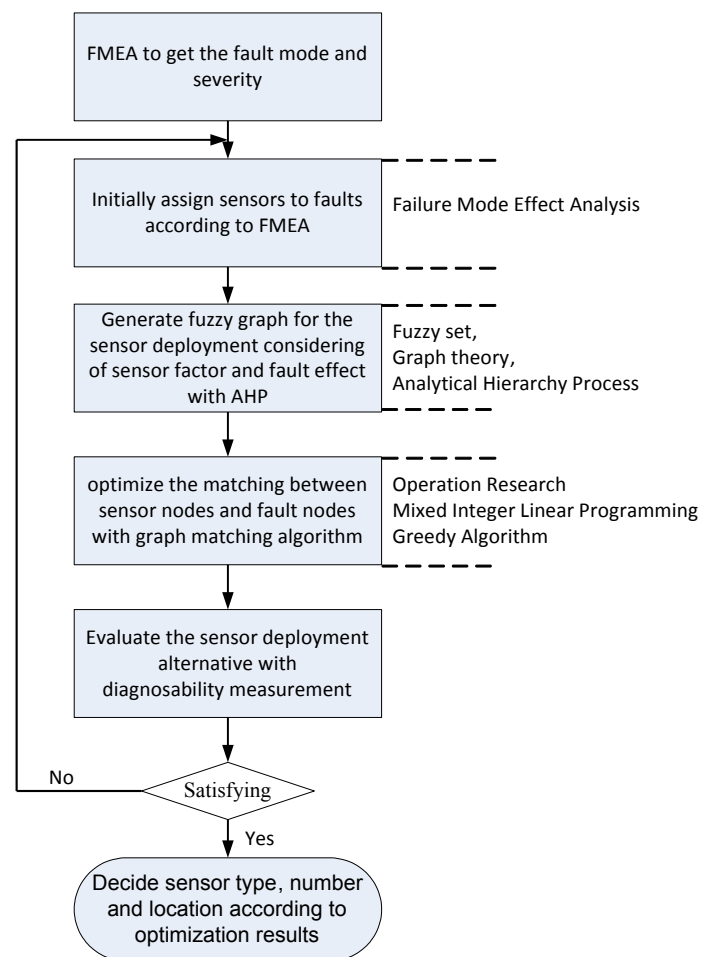 FMEA to get the fault mode and
severity
Initially assign sensors to faults
according to FMEA
Failure Mode Effect Analysis
Generate fuzzy graph for the
sensor deployment considering
of sensor factor and fault effect
with AHP
Fuzzy set,
Graph theory,
Analytical Hierarchy Process
optimize the matching between
sensor nodes and fault nodes
with graph matching algorithm
Operation Research
Mixed Integer Linear Programming
Greedy Algorithm
Evaluate the sensor deployment
alternative with
diagnosability measurement
No
Satisfying
Yes
Decide sensor type, number
and location according to
optimization results